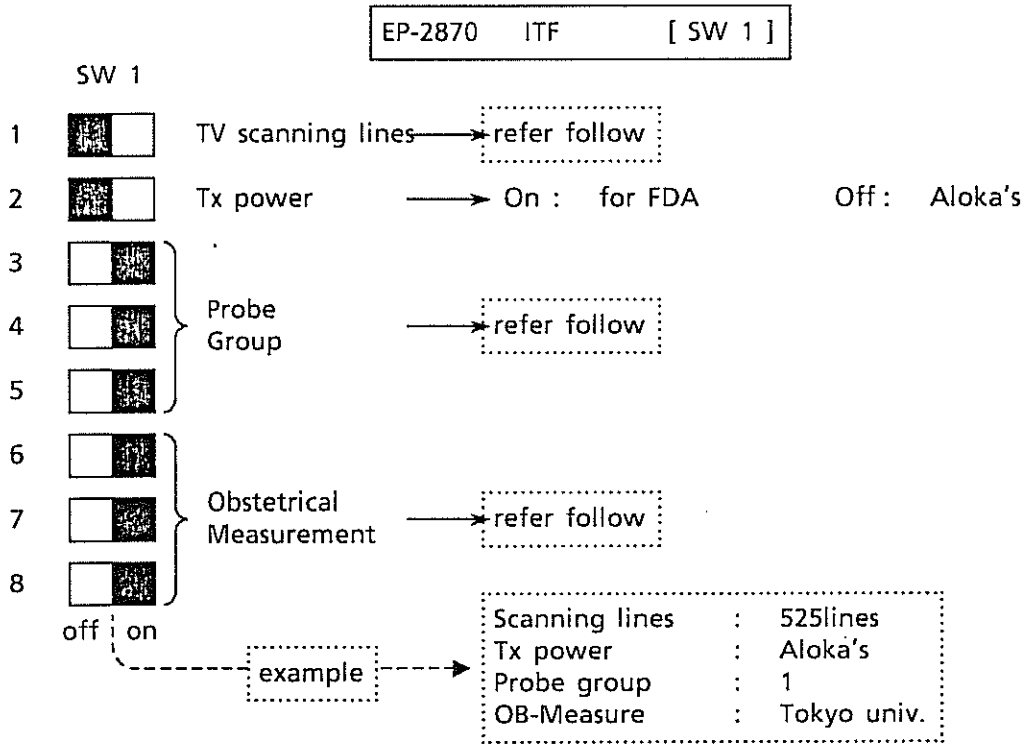 EP-2870 ITF [ SW 1 ]
SW 1
1 TV scanning lines refer follow
2 Tx power On : for FDA Off : Aloka's
3
4 Probe Group refer follow
5
6
7 Obstetrical Measurement refer follow
8
off on
example
Scanning lines : 525lines
Tx power : Aloka's
Probe group : 1
OB-Measure : Tokyo univ.